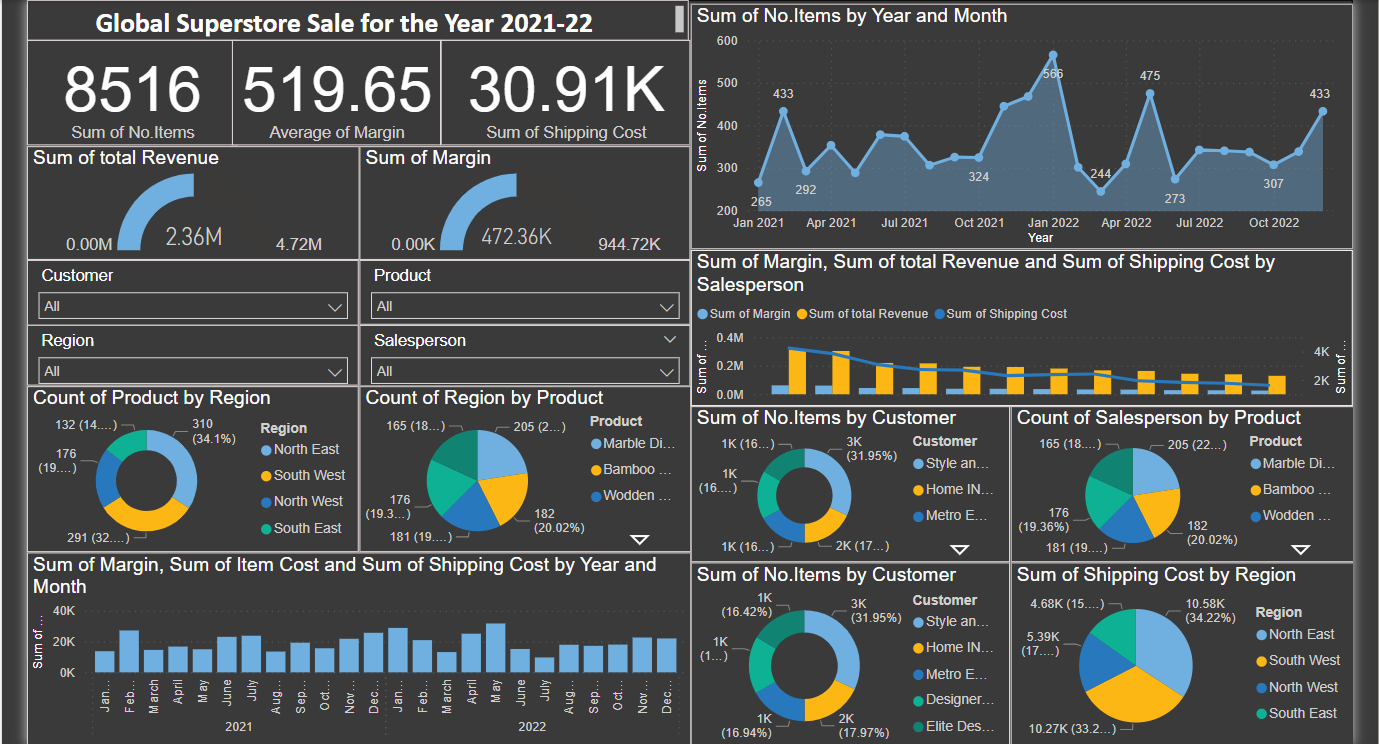 Global Superstore Sale for the Year 2021-22
8516
Sum of No.Items
519.65
Average of Margin
30.91K
Sum of Shipping Cost
Sum of total Revenue
0.00M
2.36M
4.72M
Sum of Margin
0.00K
472.36K
944.72K
Customer
All
Product
All
Region
All
Salesperson
All
Count of Product by Region
132 (14....)
310
(34.1%)
176
(19....)
291 (32....)
Region
North East
South West
North West
South East
Count of Region by Product
165 (18...)
205 (2...)
176
(19.3...)
182
(20.02%)
181 (19....)
Product
Marble Di...
Bamboo ...
Wodden ...
Sum of Margin, Sum of Item Cost and Sum of Shipping Cost by Year and
Month
Sum of ...
40K
20K
0K
Jan...
Feb...
March
April
May
June
July
Aug...
Sep...
Oct...
Nov...
Dec...
Jan...
Feb...
March
April
May
June
July
Aug...
Sep...
Oct...
Nov...
Dec...
2021
2022
Sum of No.Items by Year and Month
Sum of No.Items
600
500
400
300
200
265
433
292
324
566
244
475
273
307
433
Jan 2021
Apr 2021
Jul 2021
Oct 2021
Jan 2022
Apr 2022
Jul 2022
Oct 2022
Year
Sum of Margin, Sum of total Revenue and Sum of Shipping Cost by
Salesperson
Sum of Margin
Sum of total Revenue
Sum of Shipping Cost
Sum of ...
0.4M
0.2M
0.0M
4K
2K
Sum of ...
Sum of No.Items by Customer
1K (16....)
3K
(31.95%)
1K
(16....)
1K (16...)
2K (17...)
Customer
Style an...
Home IN...
Metro E...
Count of Salesperson by Product
165 (18....)
205 (22...)
176
(19.36%)
182
(20.02%)
181 (19....)
Product
Marble Di...
Bamboo ...
Wodden ...
Sum of No.Items by Customer
1K
(16.42%)
3K
(31.95%)
1K
(1...)
1K
(16.94%)
2K
(17.97%)
Customer
Style an...
Home IN...
Metro E...
Designer...
Elite Des...
Sum of Shipping Cost by Region
4.68K (15....)
10.58K
(34.22%)
5.39K
(17....)
10.27K (33.2...)
Region
North East
South West
North West
South East